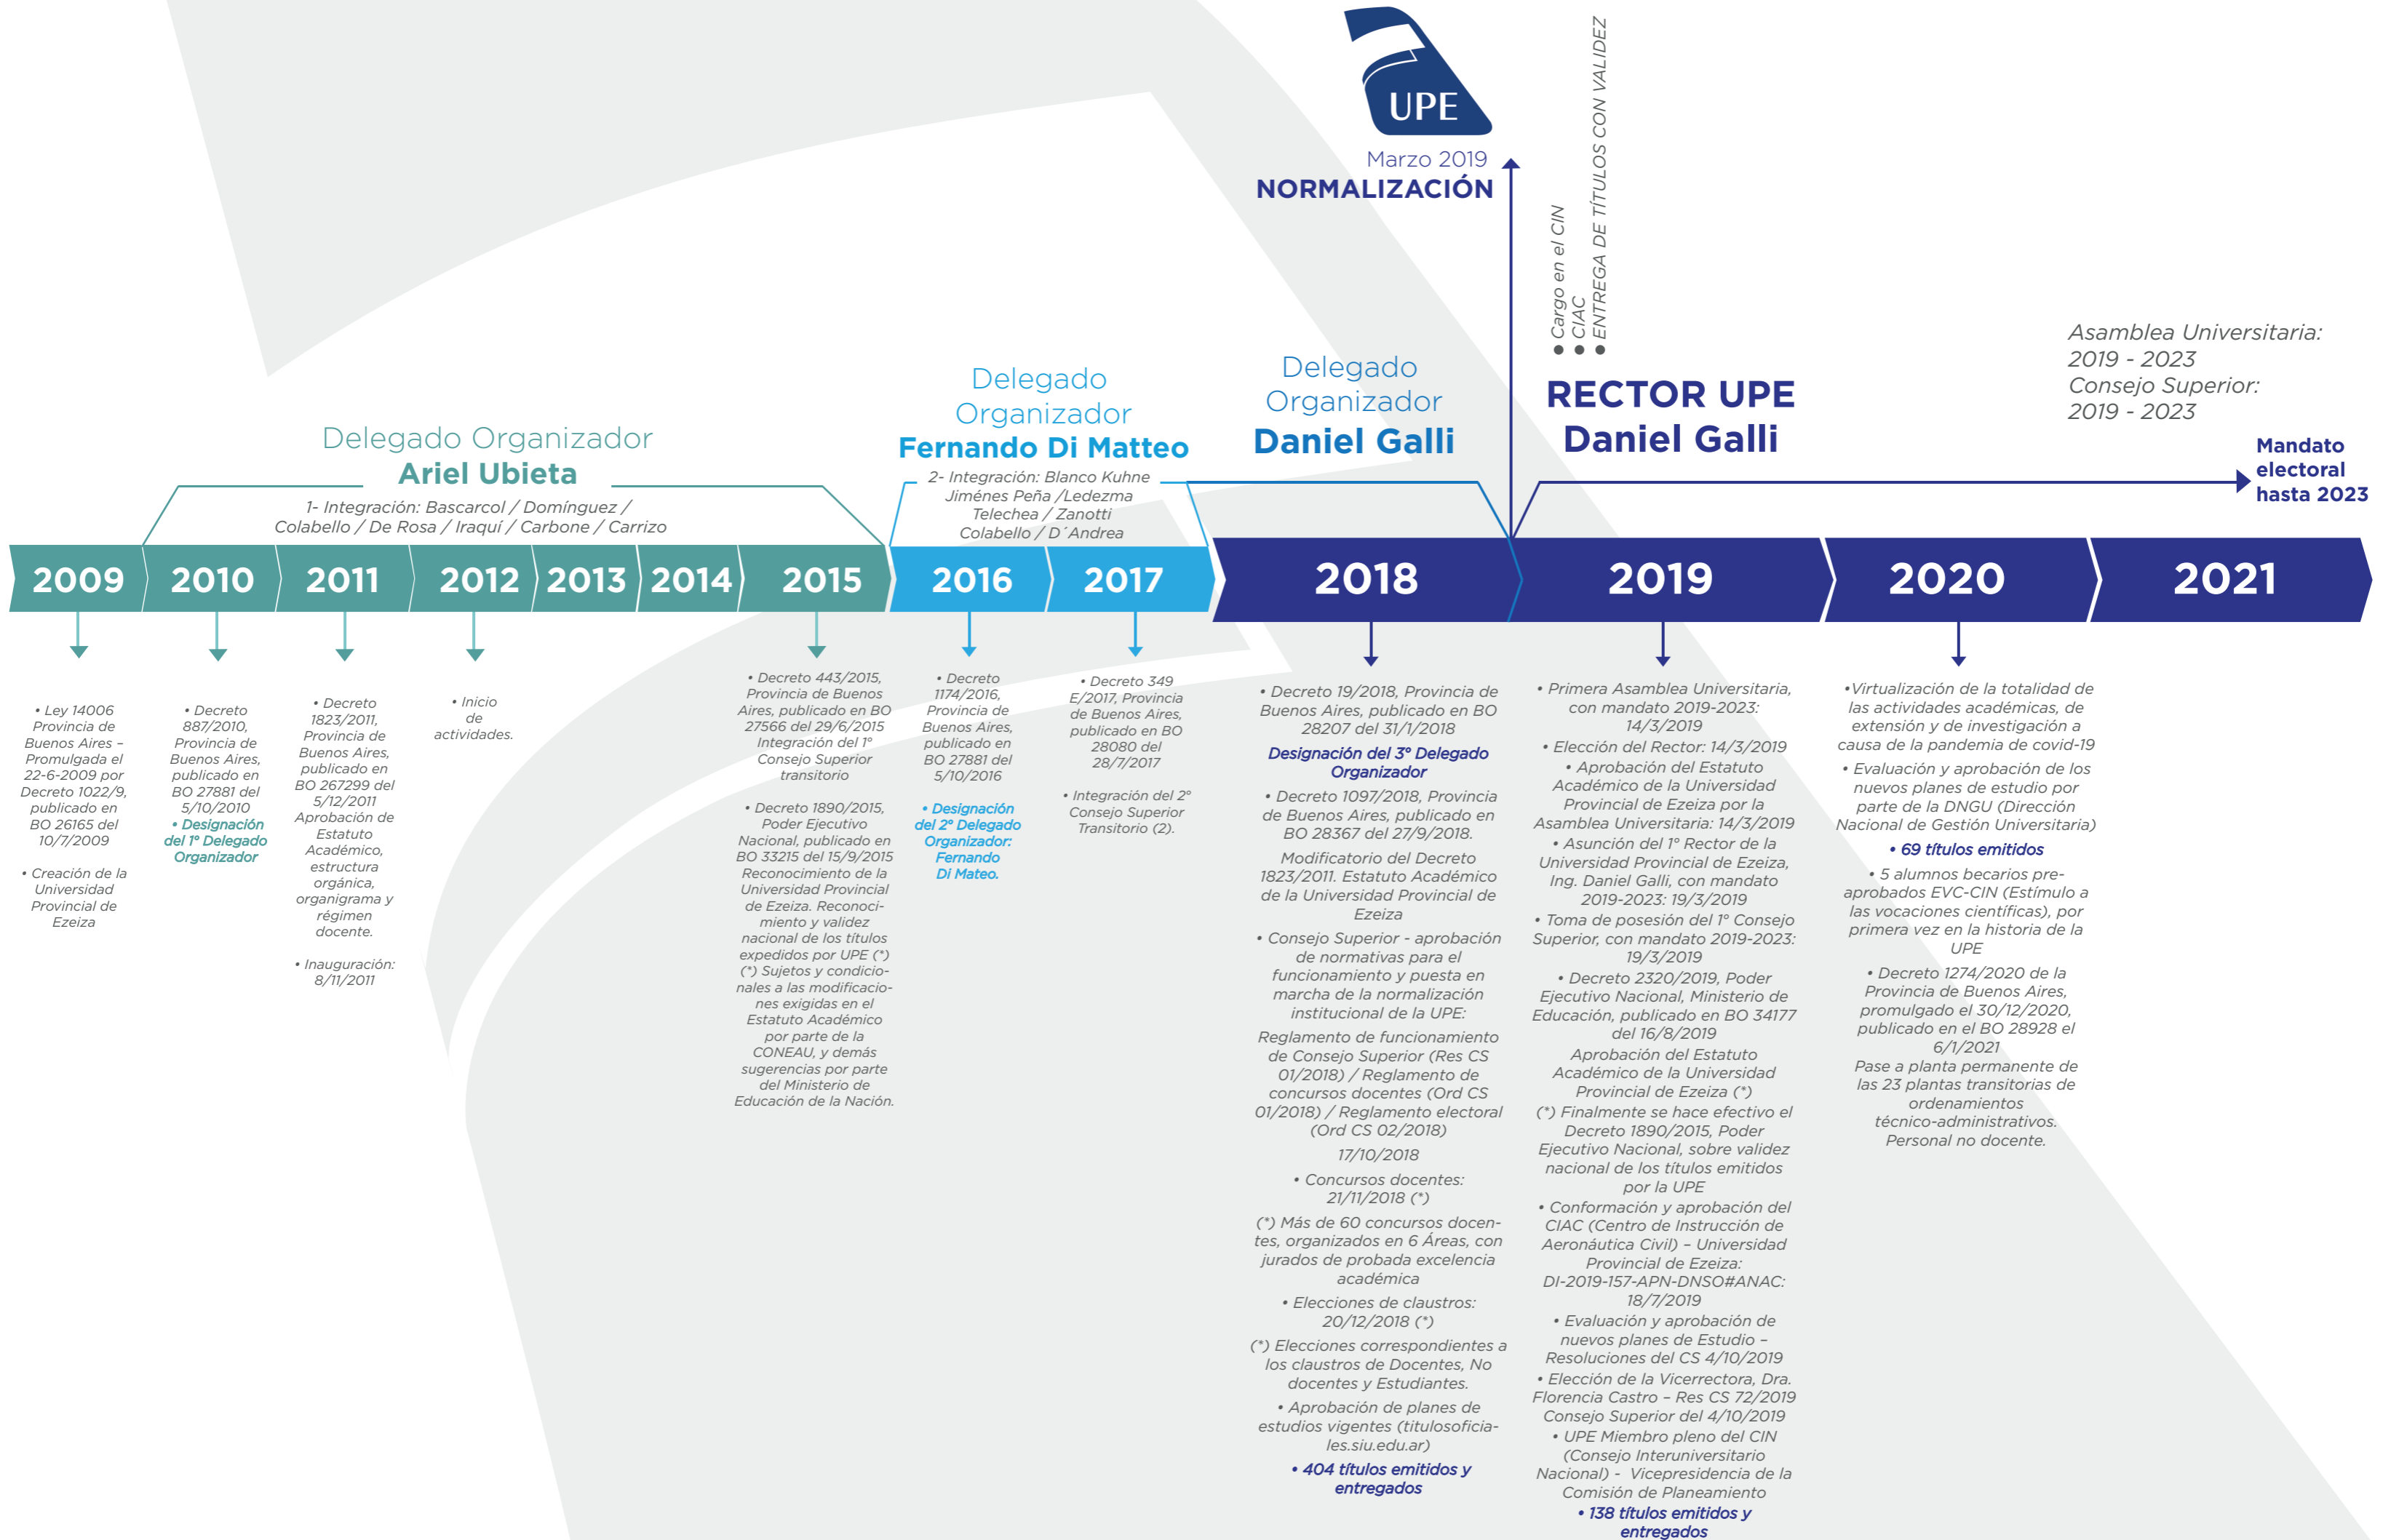 UPE
Marzo 2019
NORMALIZACIÓN
• Cargo en el CIN
• CIAC
• ENTREGA DE TÍTULOS CON VALIDEZ
Delegado Organizador
Ariel Ubieta
1- Integración: Bascarcol / Domínguez /
Colabello / De Rosa / Iraquí / Carbone / Carrizo
Delegado
Organizador
Fernando Di Matteo
2- Integración: Blanco Kuhne
Jiménes Peña /Ledezma
Telechea / Zanotti
Colabello / D´Andrea
Delegado
Organizador
Daniel Galli
RECTOR UPE
Daniel Galli
Asamblea Universitaria:
2019 - 2023
Consejo Superior:
2019 - 2023
Mandato
electoral
hasta 2023
2009
2010
2011
2012
2013
2014
2015
2016
2017
2018
2019
2020
2021
• Ley 14006
Provincia de
Buenos Aires –
Promulgada el
22-6-2009 por
Decreto 1022/9,
publicado en
BO 26165 del
10/7/2009
• Creación de la
Universidad
Provincial de
Ezeiza
• Decreto
887/2010,
Provincia de
Buenos Aires,
publicado en
BO 27881 del
5/10/2010
• Designación
del 1° Delegado
Organizador
• Decreto
1823/2011,
Provincia de
Buenos Aires,
publicado en
BO 267299 del
5/12/2011
Aprobación de
Estatuto
Académico,
estructura
orgánica,
organigrama y
régimen
docente.
• Inauguración:
8/11/2011
• Inicio
de
actividades.
• Decreto 443/2015,
Provincia de Buenos
Aires, publicado en BO
27566 del 29/6/2015
Integración del 1°
Consejo Superior
transitorio
• Decreto 1890/2015,
Poder Ejecutivo
Nacional, publicado en
BO 33215 del 15/9/2015
Reconocimiento de la
Universidad Provincial
de Ezeiza. Reconoci-
miento y validez
nacional de los títulos
expedidos por UPE (*)
(*) Sujetos y condicio-
nales a las modificacio-
nes exigidas en el
Estatuto Académico
por parte de la
CONEAU, y demás
sugerencias por parte
del Ministerio de
Educación de la Nación.
• Decreto
1174/2016,
Provincia de
Buenos Aires,
publicado en
BO 27881 del
5/10/2016
• Designación
del 2° Delegado
Organizador:
Fernando
Di Mateo.
• Decreto 349
E/2017, Provincia
de Buenos Aires,
publicado en BO
28080 del
28/7/2017
• Integración del 2°
Consejo Superior
Transitorio (2).
• Decreto 19/2018, Provincia de
Buenos Aires, publicado en BO
28207 del 31/1/2018
Designación del 3° Delegado
Organizador
• Decreto 1097/2018, Provincia
de Buenos Aires, publicado en
BO 28367 del 27/9/2018.
Modificatorio del Decreto
1823/2011. Estatuto Académico
de la Universidad Provincial de
Ezeiza
• Consejo Superior - aprobación
de normativas para el
funcionamiento y puesta en
marcha de la normalización
institucional de la UPE:
Reglamento de funcionamiento
de Consejo Superior (Res CS
01/2018) / Reglamento de
concursos docentes (Ord CS
01/2018) / Reglamento electoral
(Ord CS 02/2018)
17/10/2018
• Concursos docentes:
21/11/2018 (*)
(*) Más de 60 concursos docen-
tes, organizados en 6 Áreas, con
jurados de probada excelencia
académica
• Elecciones de claustros:
20/12/2018 (*)
(*) Elecciones correspondientes a
los claustros de Docentes, No
docentes y Estudiantes.
• Aprobación de planes de
estudios vigentes (titulosoficia-
les.siu.edu.ar)
• 404 títulos emitidos y
entregados
• Primera Asamblea Universitaria,
con mandato 2019-2023:
14/3/2019
• Elección del Rector: 14/3/2019
• Aprobación del Estatuto
Académico de la Universidad
Provincial de Ezeiza por la
Asamblea Universitaria: 14/3/2019
• Asunción del 1° Rector de la
Universidad Provincial de Ezeiza,
Ing. Daniel Galli, con mandato
2019-2023: 19/3/2019
• Toma de posesión del 1° Consejo
Superior, con mandato 2019-2023:
19/3/2019
• Decreto 2320/2019, Poder
Ejecutivo Nacional, Ministerio de
Educación, publicado en BO 34177
del 16/8/2019
Aprobación del Estatuto
Académico de la Universidad
Provincial de Ezeiza (*)
(*) Finalmente se hace efectivo el
Decreto 1890/2015, Poder
Ejecutivo Nacional, sobre validez
nacional de los títulos emitidos
por la UPE
• Conformación y aprobación del
CIAC (Centro de Instrucción de
Aeronáutica Civil) – Universidad
Provincial de Ezeiza:
DI-2019-157-APN-DNSO#ANAC:
18/7/2019
• Evaluación y aprobación de
nuevos planes de Estudio –
Resoluciones del CS 4/10/2019
• Elección de la Vicerrectora, Dra.
Florencia Castro – Res CS 72/2019
Consejo Superior del 4/10/2019
• UPE Miembro pleno del CIN
(Consejo Interuniversitario
Nacional) - Vicepresidencia de la
Comisión de Planeamiento
• 138 títulos emitidos y
entregados
•Virtualización de la totalidad de
las actividades académicas, de
extensión y de investigación a
causa de la pandemia de covid-19
• Evaluación y aprobación de los
nuevos planes de estudio por
parte de la DNGU (Dirección
Nacional de Gestión Universitaria)
• 69 títulos emitidos
• 5 alumnos becarios pre-
aprobados EVC-CIN (Estímulo a
las vocaciones científicas), por
primera vez en la historia de la
UPE
• Decreto 1274/2020 de la
Provincia de Buenos Aires,
promulgado el 30/12/2020,
publicado en el BO 28928 el
6/1/2021
Pase a planta permanente de
las 23 plantas transitorias de
ordenamientos
técnico-administrativos.
Personal no docente.